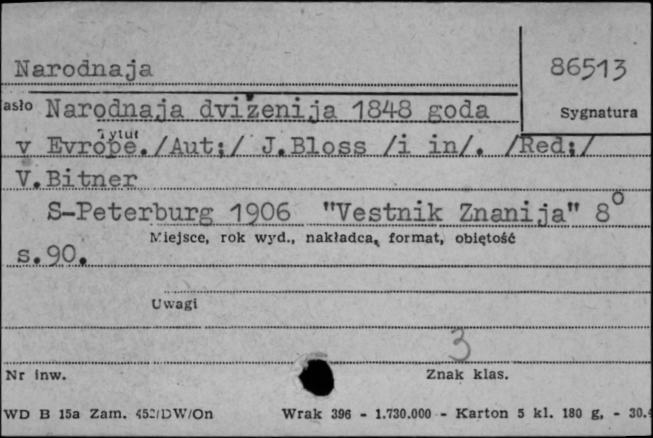 Narodnaja
86513
asło Narodnaja dviženija 1848 goda
Sygnatura
Tytuł
v Evrope./Aut:/ J.Bloss /i in/. /Red:/
V.Bitner
S-Peterburg 1906 "Vestnik Znanija" 8°
Miejsce, rok wyd., nakładca, format, objętość
s.90.
Uwagi
3
Nr inw.
Znak klas.
WD B 15a Zam. 452/DW/On Wrak 396 - 1.730.000 - Karton 5 kl. 180 g, - 30.4